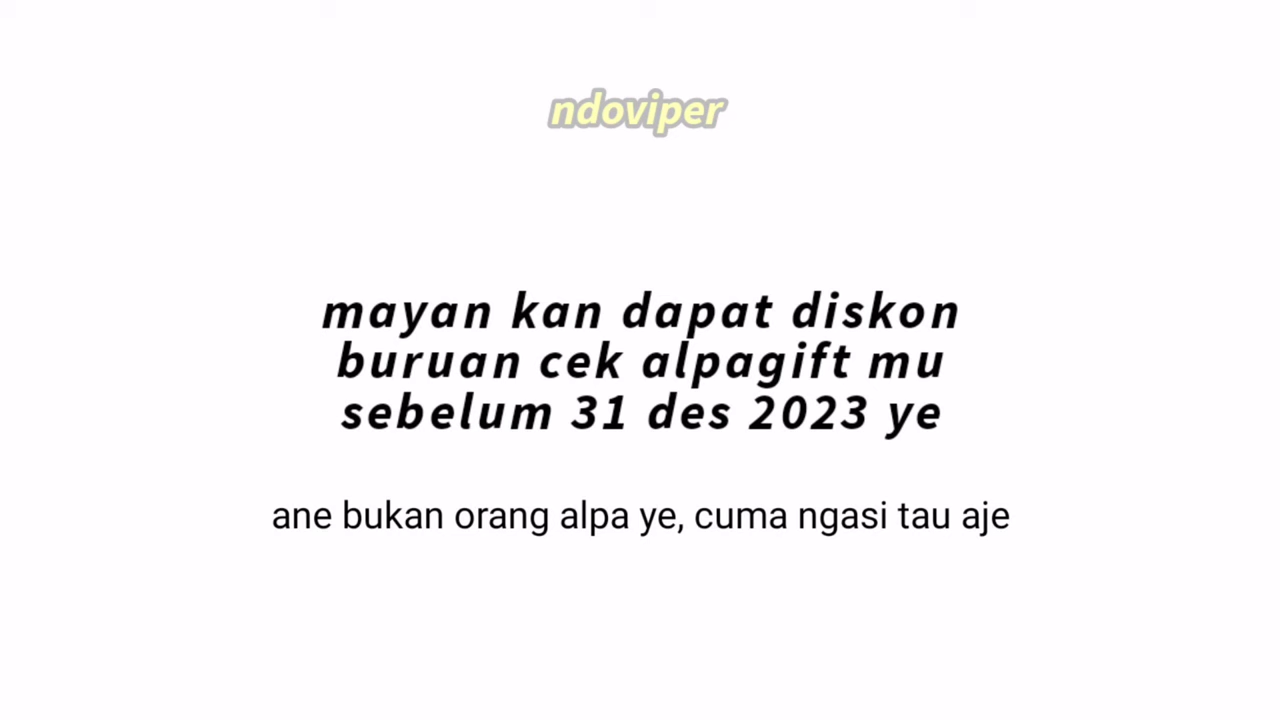 ndoviper
mayan kan dapat diskon
buruan cek alpagift mu
sebelum 31 des 2023 ye
ane bukan orang alpa ye, cuma ngasi tau aje